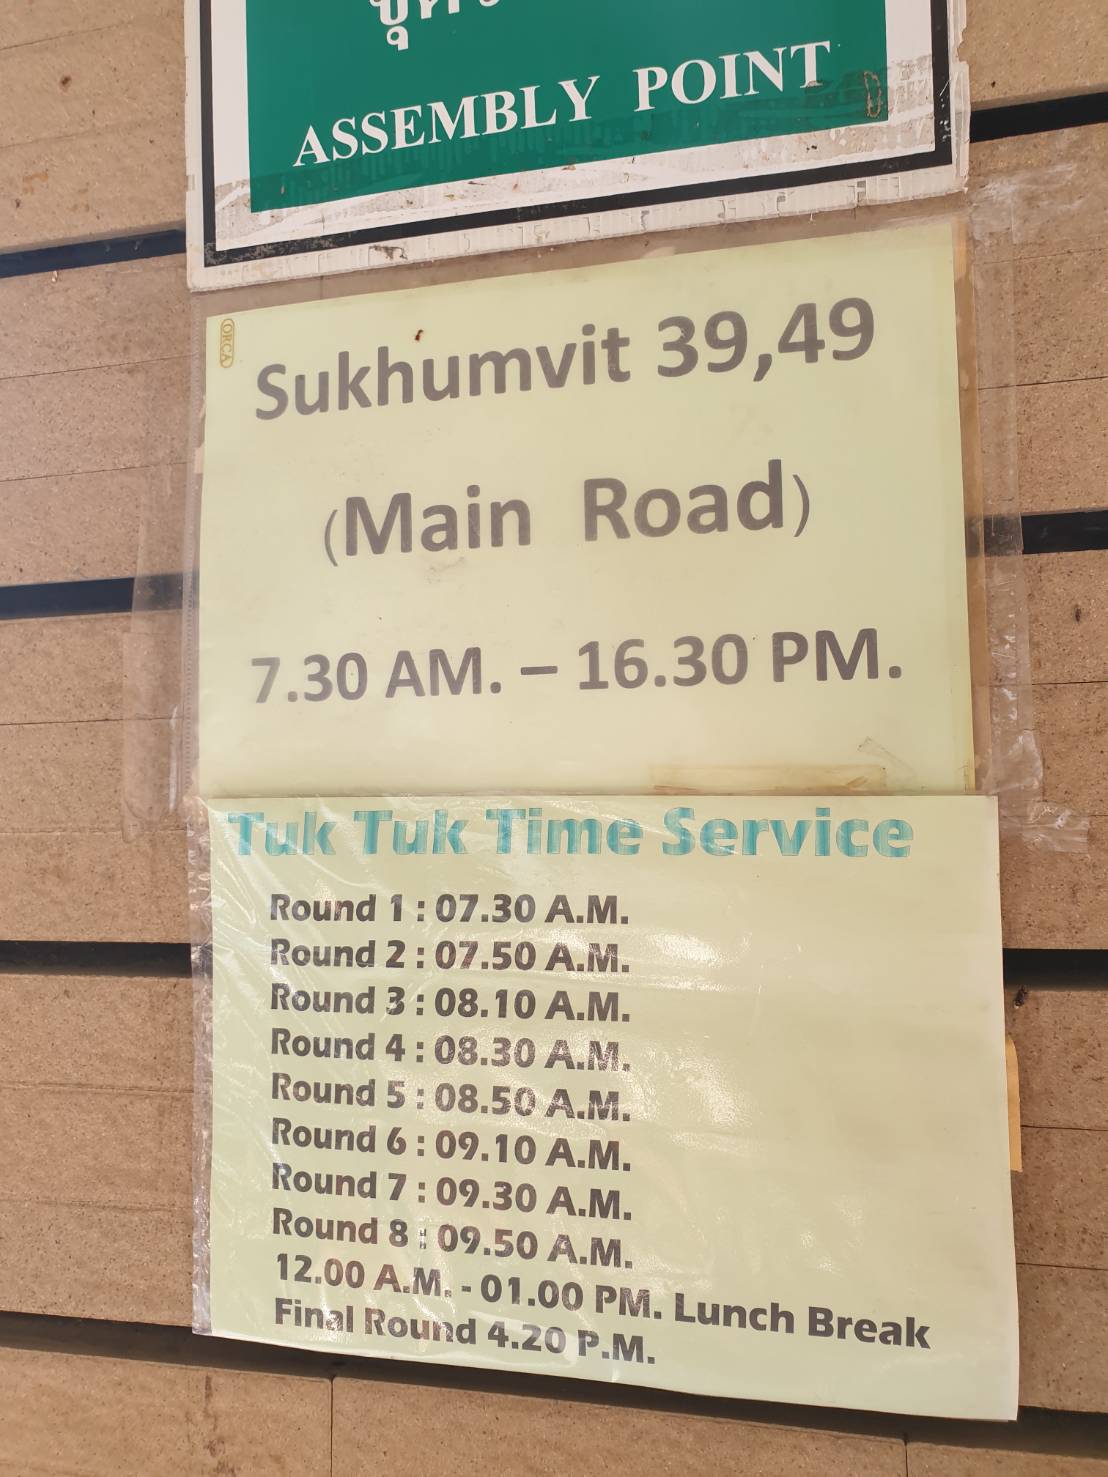 ASSEMBLY POINT
ORCA
Sukhumvit 39,49
(Main Road)
7.30 AM. – 16.30 PM.
Tuk Tuk Time Service
Round 1 : 07.30 A.M.
Round 2 : 07.50 A.M.
Round 3 : 08.10 A.M.
Round 4 : 08.30 A.M.
Round 5 : 08.50 A.M.
Round 6 : 09.10 A.M.
Round 7 : 09.30 A.M.
Round 8 : 09.50 A.M.
12.00 A.M. - 01.00 PM. Lunch Break
Final Round 4.20 P.M.